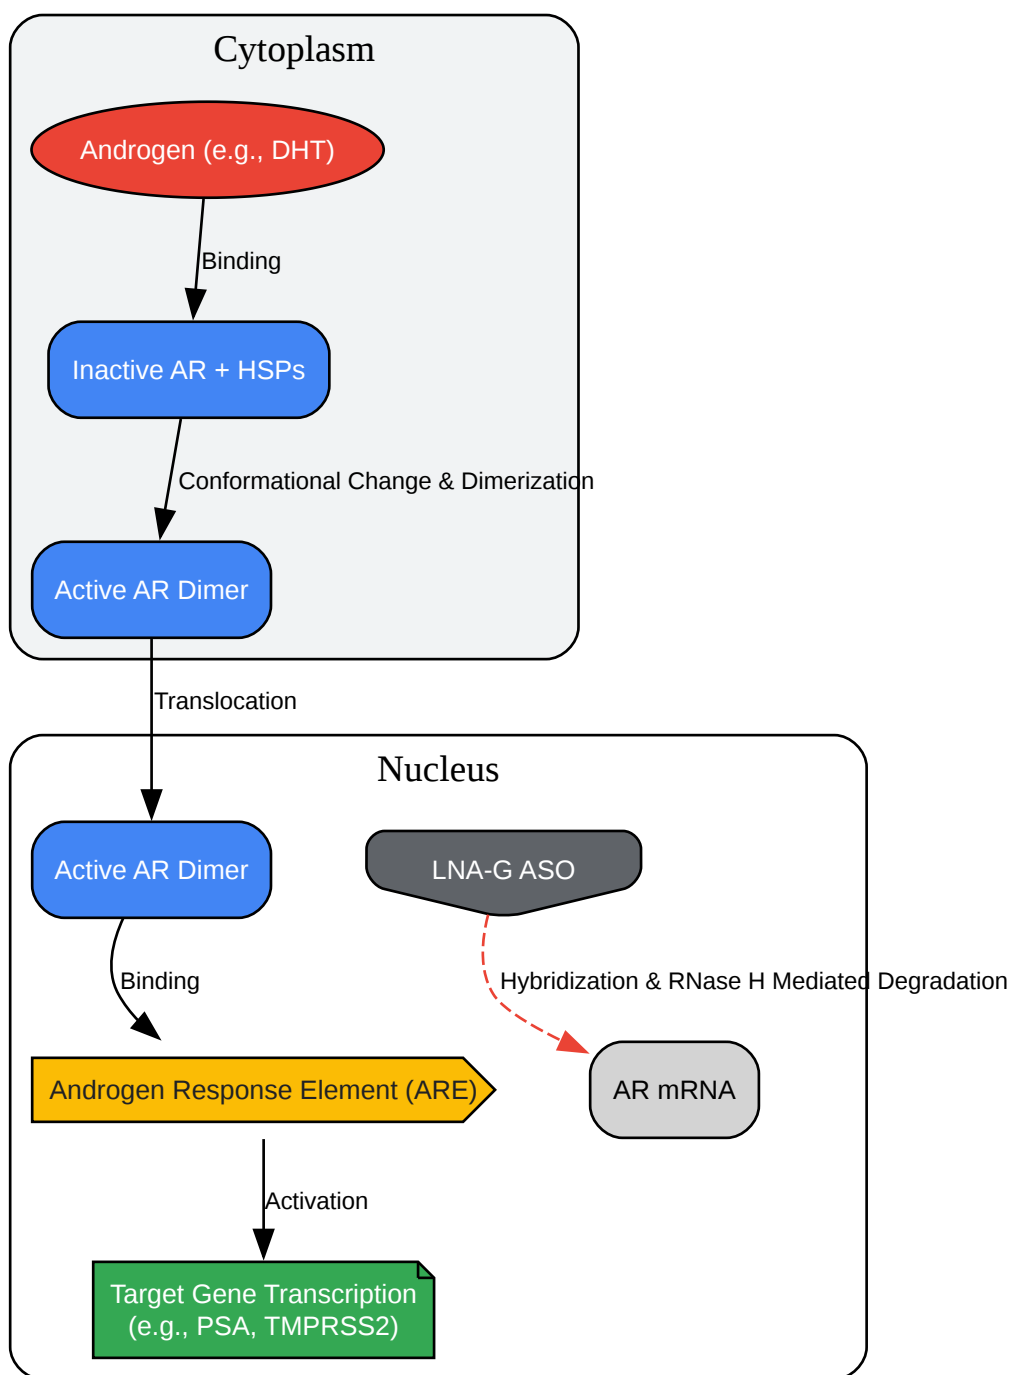 Cytoplasm
Androgen (e.g., DHT)
Binding
Inactive AR + HSPs
Conformational Change & Dimerization
Active AR Dimer
Translocation
Nucleus
Active AR Dimer
LNA-G ASO
Binding
Hybridization & RNase H Mediated Degradation
Androgen Response Element (ARE)
AR mRNA
Activation
Target Gene Transcription
(e.g., PSA, TMPRSS2)